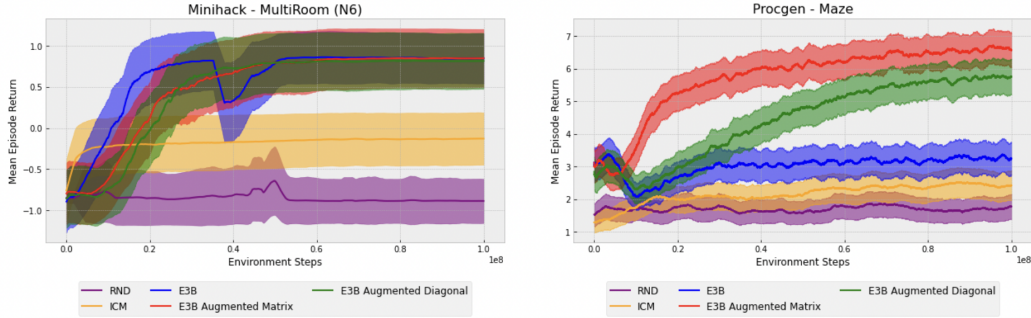 Minihack - MultiRoom (N6)
Mean Episode Return
1.0
0.5
0.0
−0.5
−1.0
0.0
0.2
0.4
0.6
0.8
1.0
1e8
Environment Steps
RND
E3B
E3B Augmented Diagonal
ICM
E3B Augmented Matrix
Procgen - Maze
Mean Episode Return
7
6
5
4
3
2
1
0.0
0.2
0.4
0.6
0.8
1.0
1e8
Environment Steps
RND
E3B
E3B Augmented Diagonal
ICM
E3B Augmented Matrix